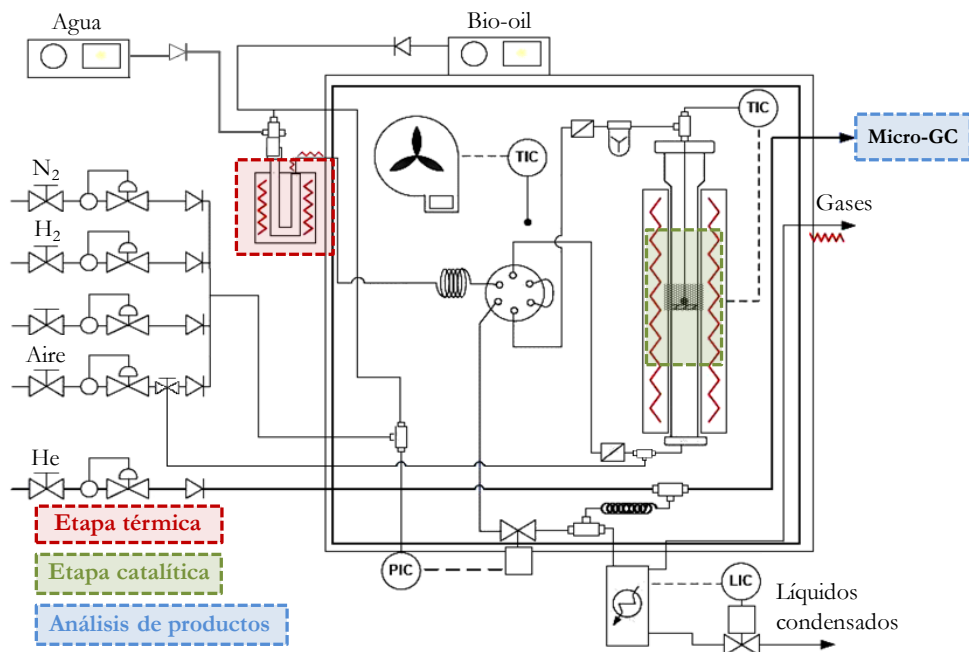 Agua
Bio-oil
TIC
Micro-GC
TIC
N2
Gases
H2
Aire
He
Etapa térmica
Etapa catalítica
PIC
LIC
Líquidos
condensados
Análisis de productos